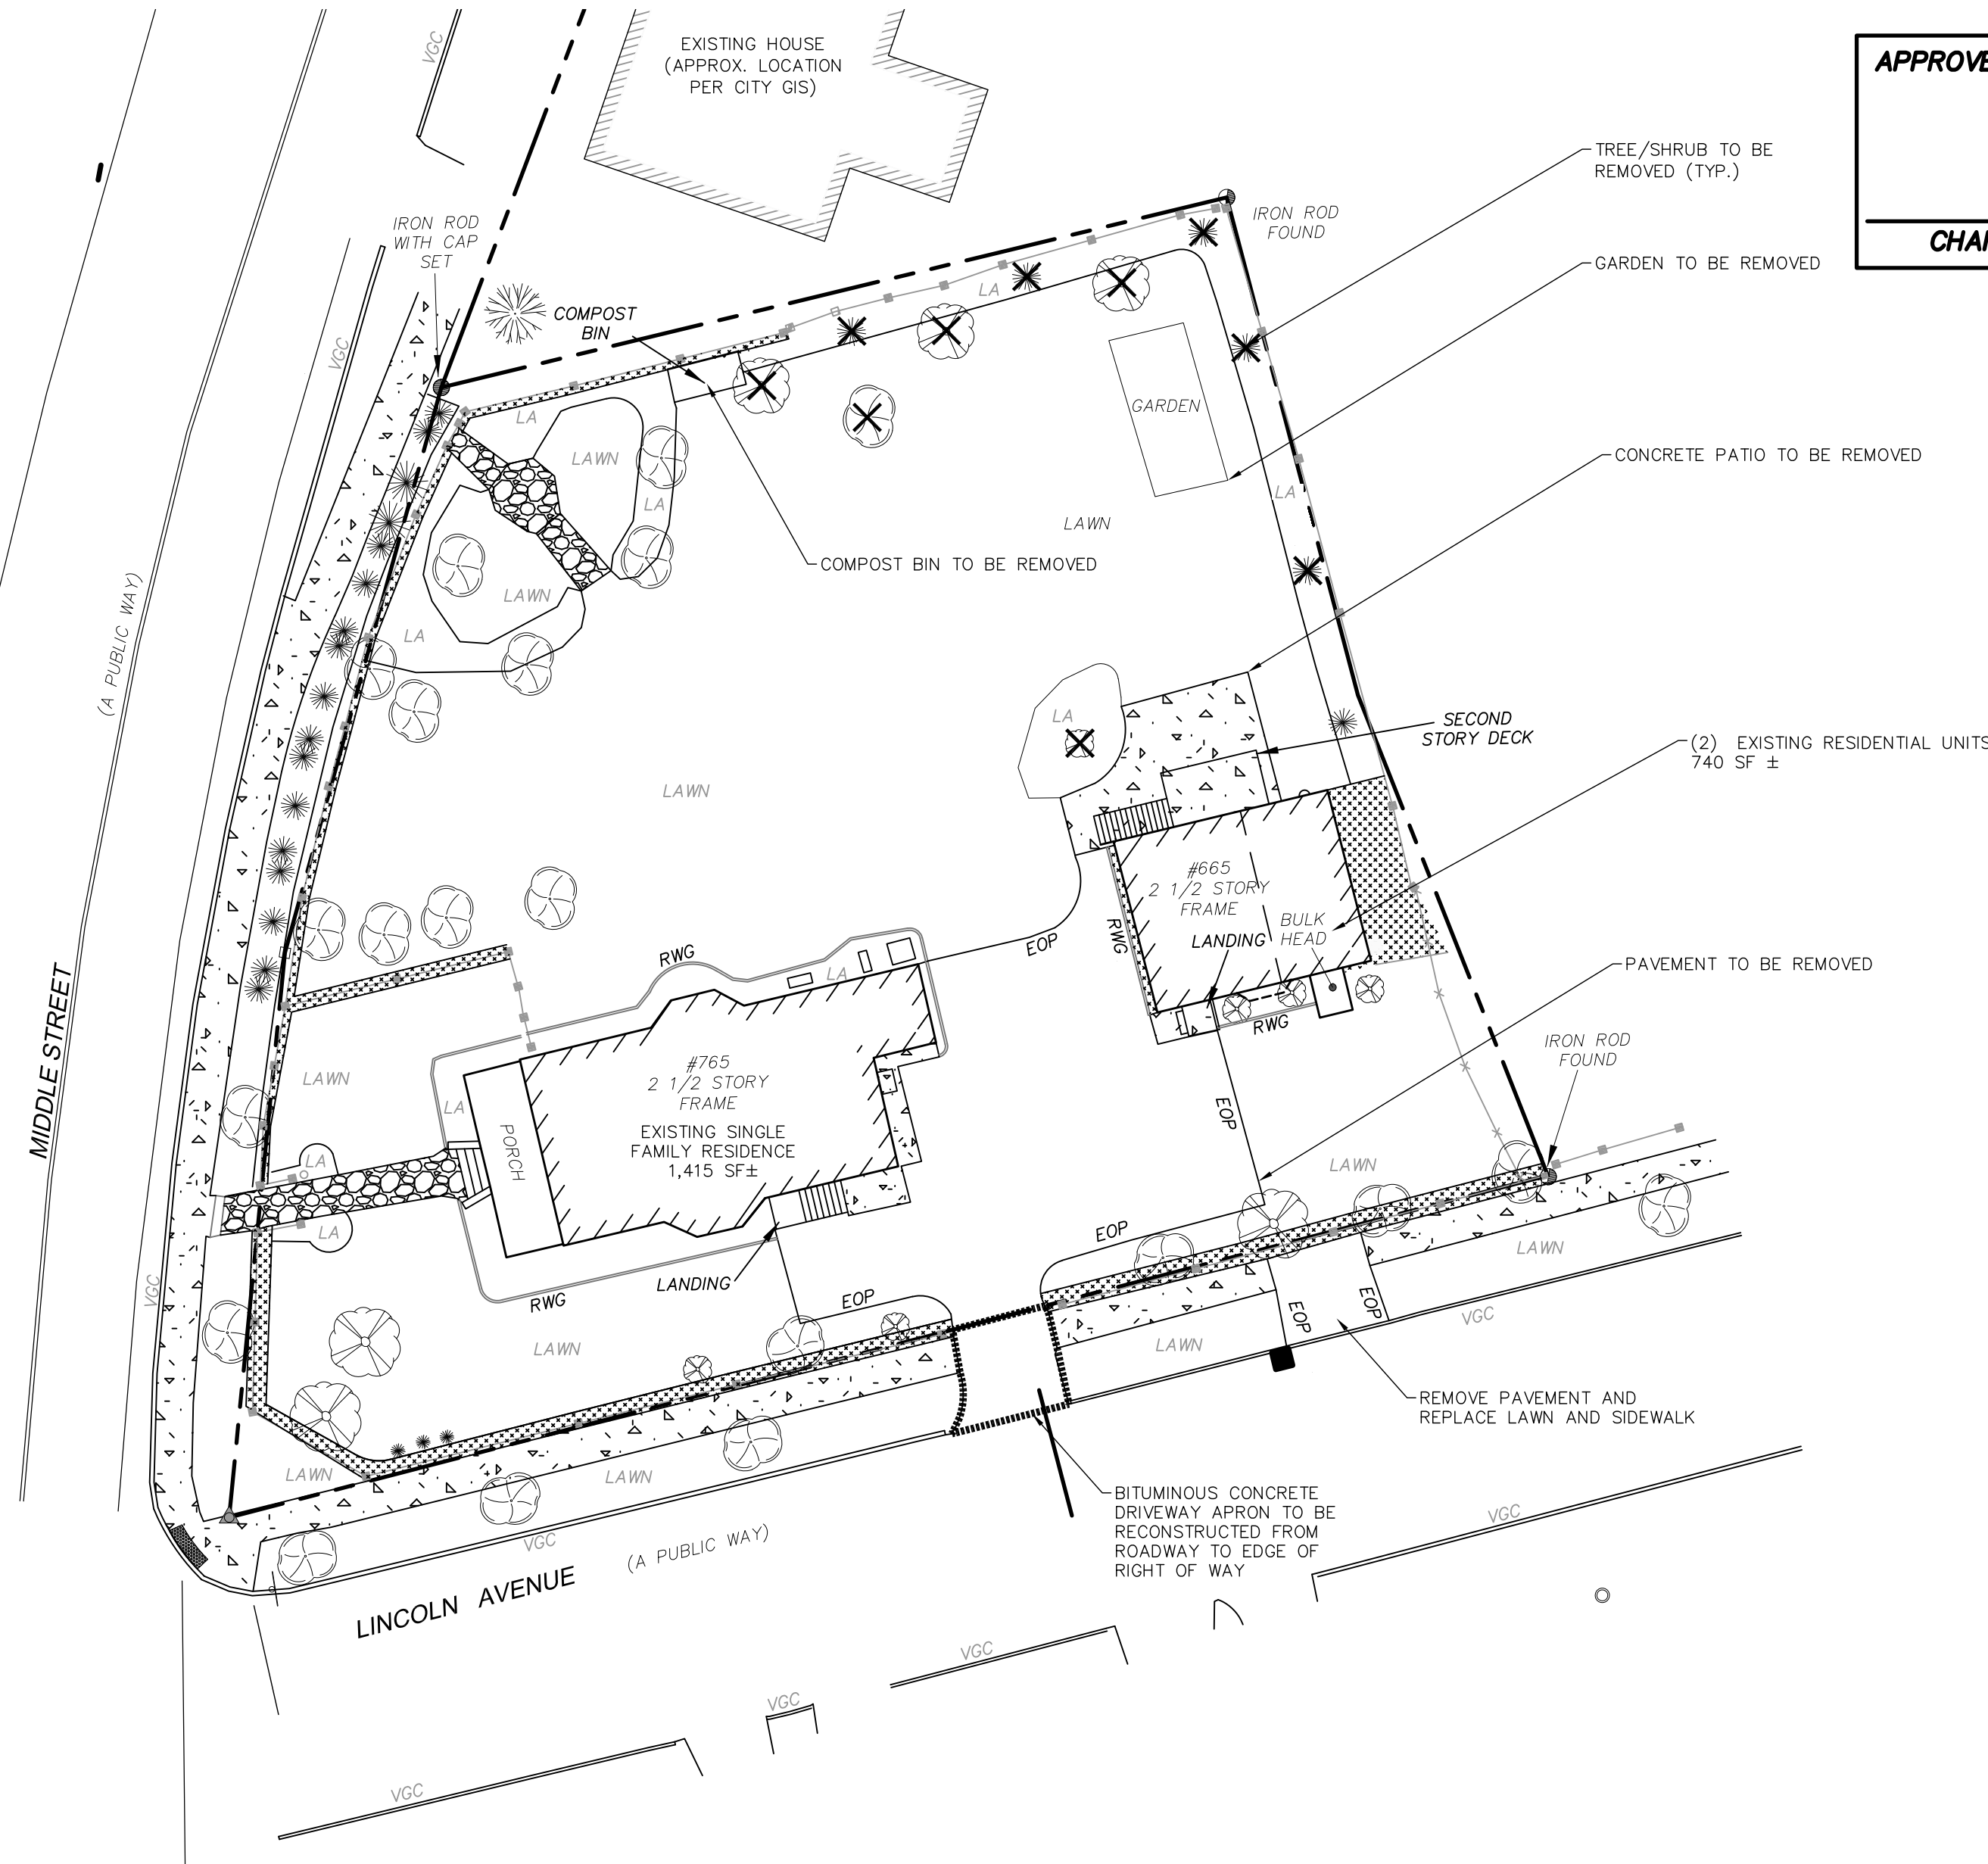 EXISTING HOUSE
(APPROX. LOCATION
PER CITY GIS)
VGC
APPROVE
CHAI
TREE/SHRUB TO BE
REMOVED (TYP.)
IRON ROD
WITH CAP
SET
IRON ROD
FOUND
GARDEN TO BE REMOVED
COMPOST
BIN
LA
VGC
GARDEN
LA
LAWN
CONCRETE PATIO TO BE REMOVED
LA
LA
LAWN
COMPOST BIN TO BE REMOVED
LAWN
LA
(A PUBLIC WAY)
LA
SECOND
STORY DECK
(2) EXISTING RESIDENTIAL UNITS
740 SF ±
LAWN
#665
2 1/2 STORY
FRAME
BULK
HEAD
LANDING
RWG
EOP
RWG
LA
PAVEMENT TO BE REMOVED
RWG
IRON ROD
FOUND
MIDDLE STREET
LAWN
#765
2 1/2 STORY
FRAME
EXISTING SINGLE
FAMILY RESIDENCE
1,415 SF±
LA
PORCH
EOP
LA
LAWN
LA
EOP
LAWN
LANDING
RWG
EOP
VGC
EOP
EOP
VGC
LAWN
LAWN
REMOVE PAVEMENT AND
REPLACE LAWN AND SIDEWALK
LAWN
LAWN
BITUMINOUS CONCRETE
DRIVEWAY APRON TO BE
RECONSTRUCTED FROM
ROADWAY TO EDGE OF
RIGHT OF WAY
VGC
VGC
(A PUBLIC WAY)
LINCOLN AVENUE
VGC
VGC
VGC